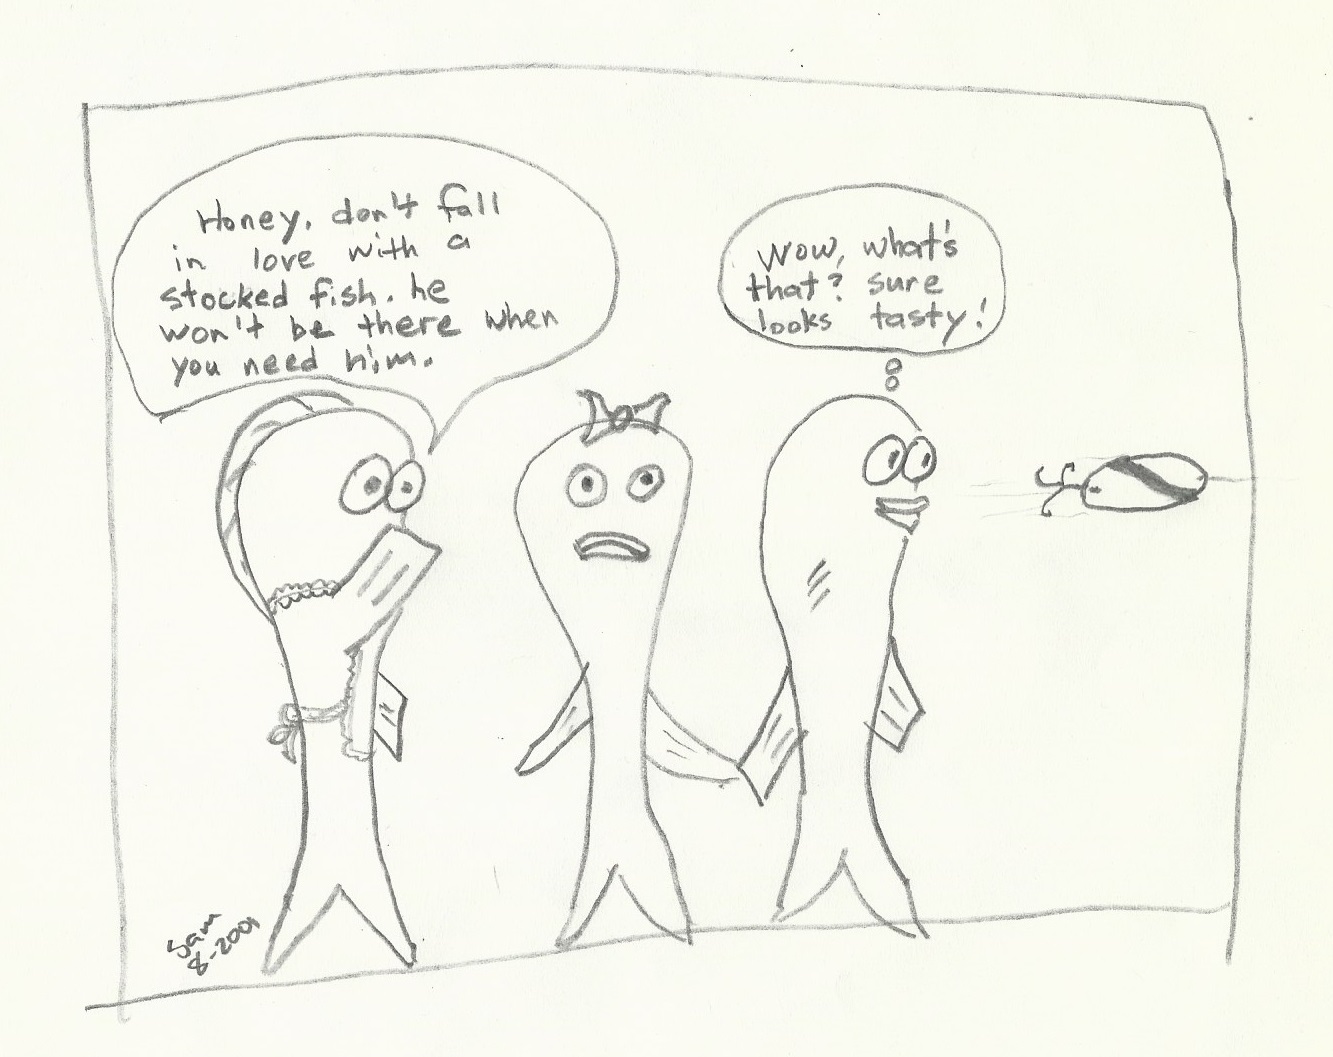 Honey, don't fall
in love with a
stocked fish. he
won't be there when
you need him.
Wow, what's
that? sure
looks tasty!
Sam
8-2001